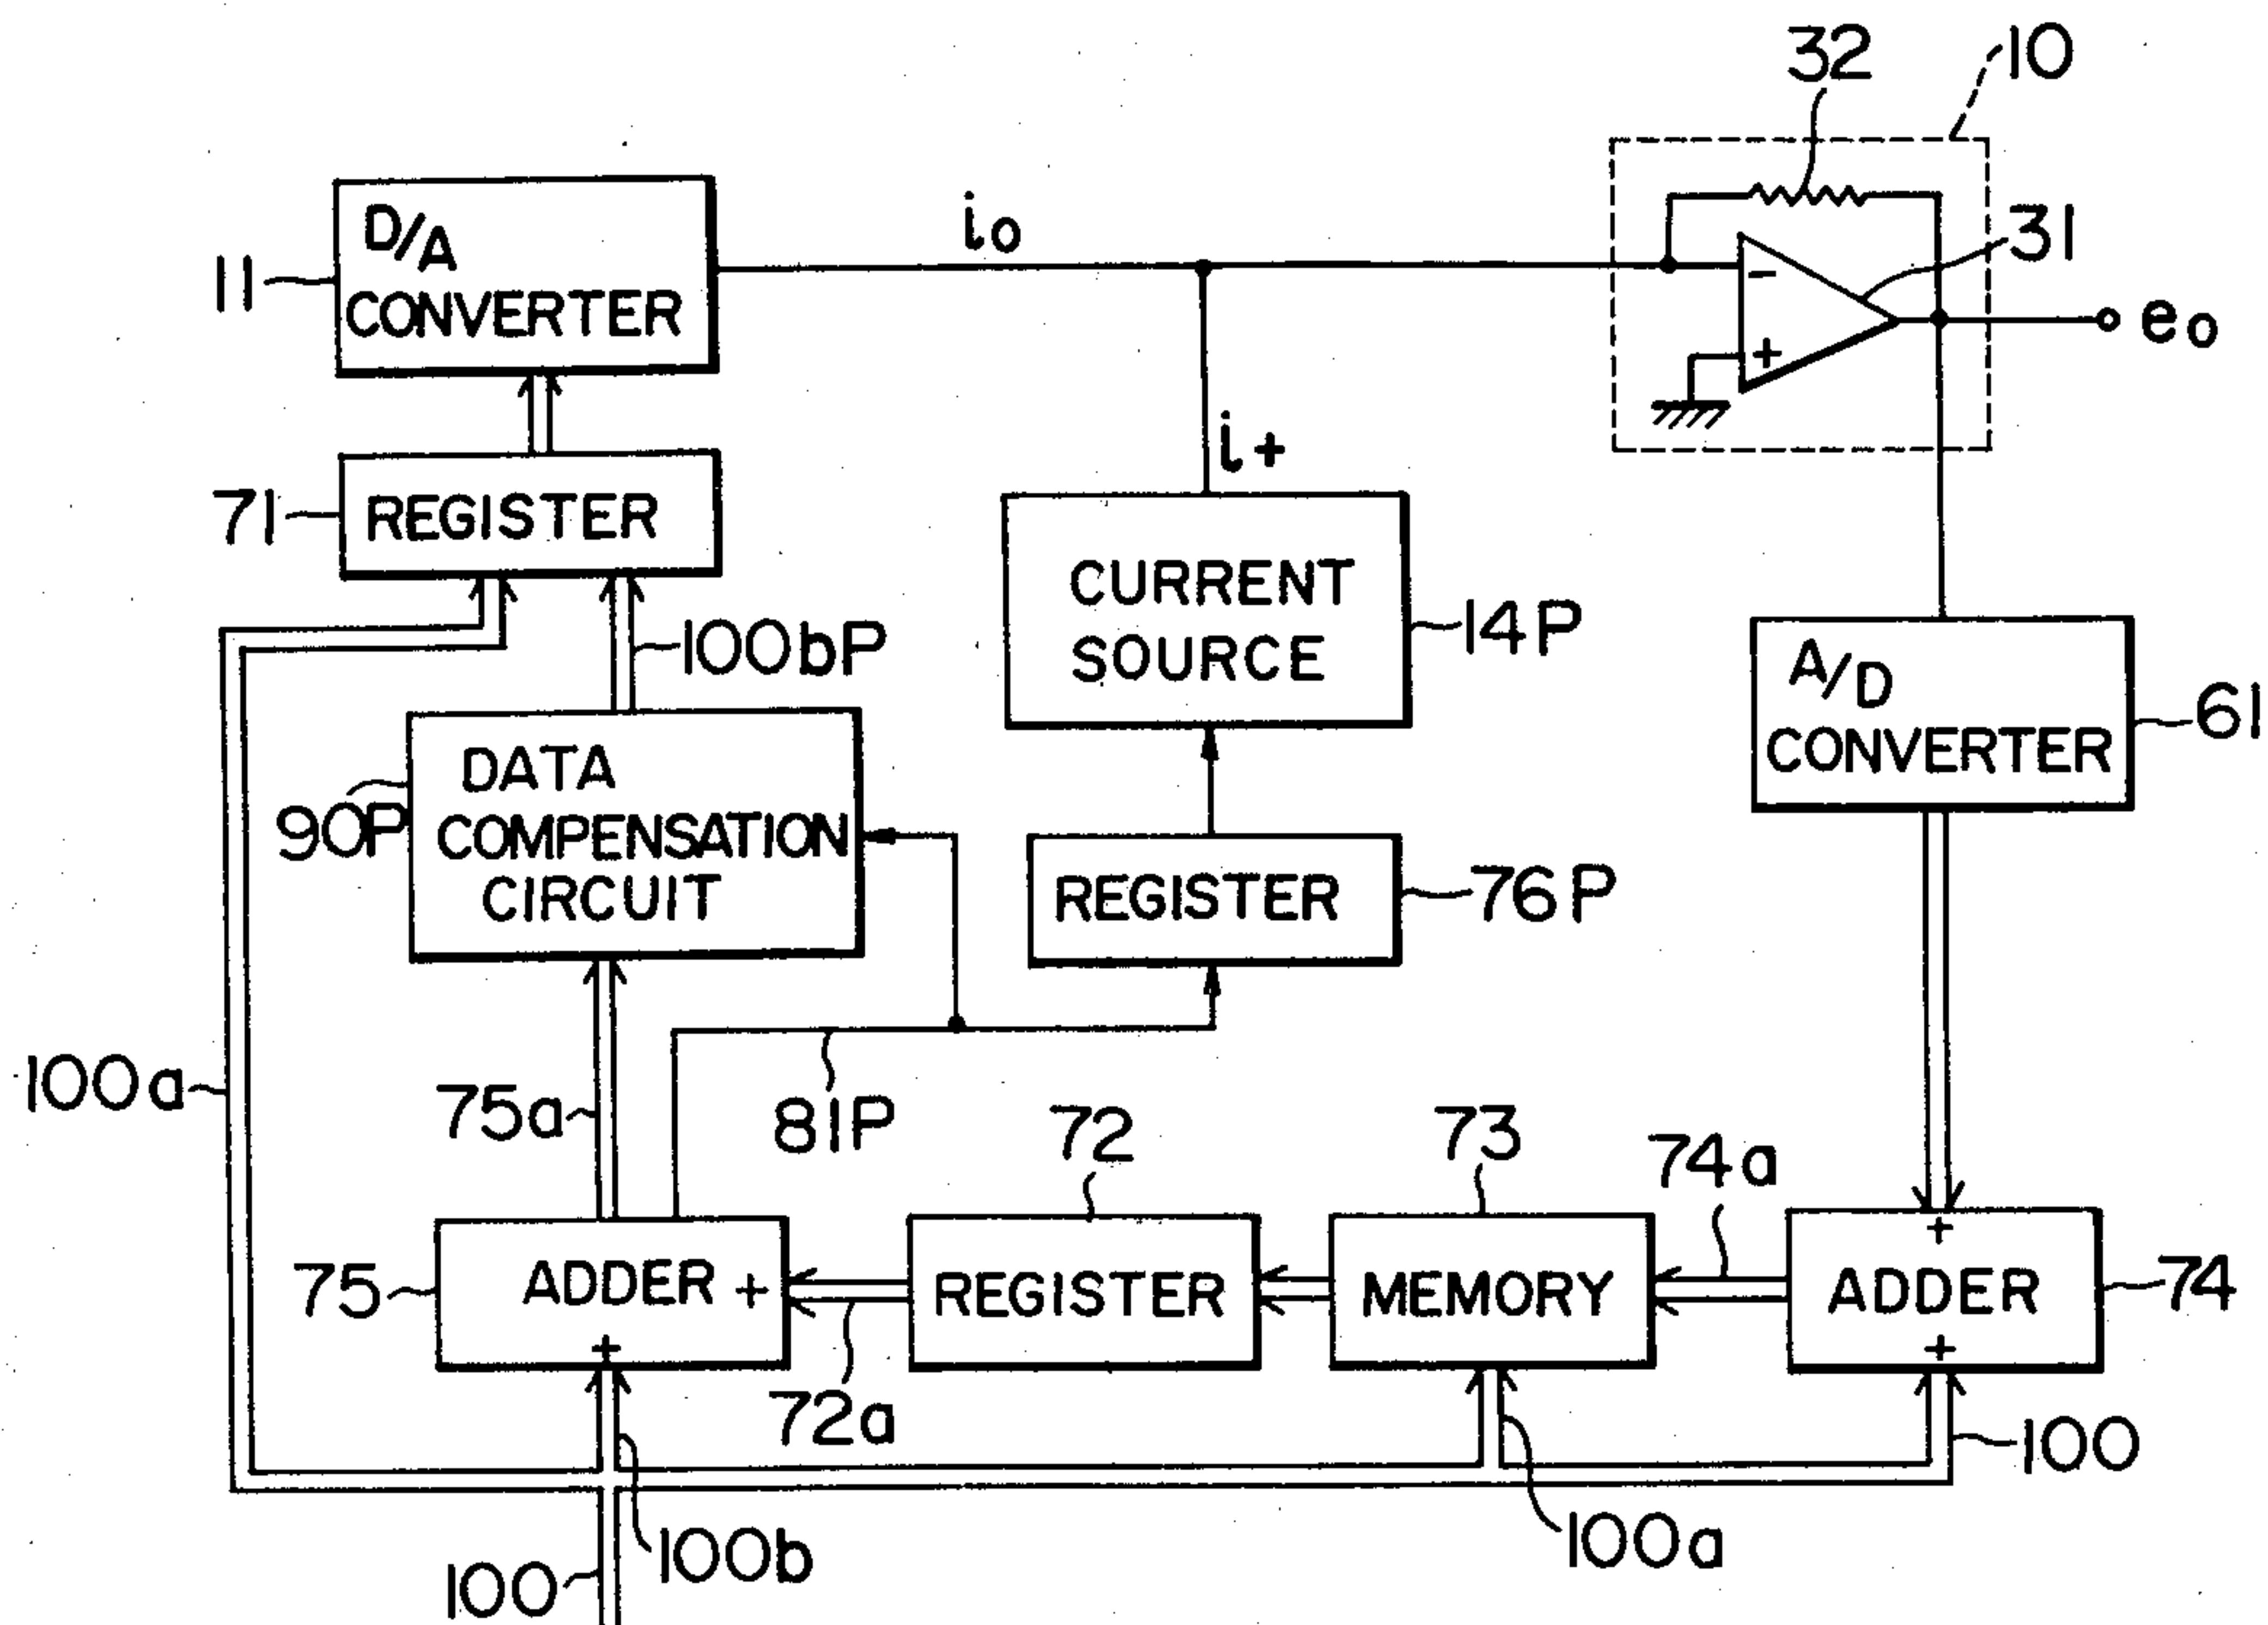 32
10
D/A
CONVERTER
11
i0
-
+
31
e0
71
REGISTER
i+
100bP
CURRENT
SOURCE
14P
A/D
CONVERTER
61
90P
DATA
COMPENSATION
CIRCUIT
REGISTER
76P
100a
75a
81P
72
73
74a
75
ADDER +
+
REGISTER
MEMORY
+
ADDER
+
74
72a
100
100b
100
100a